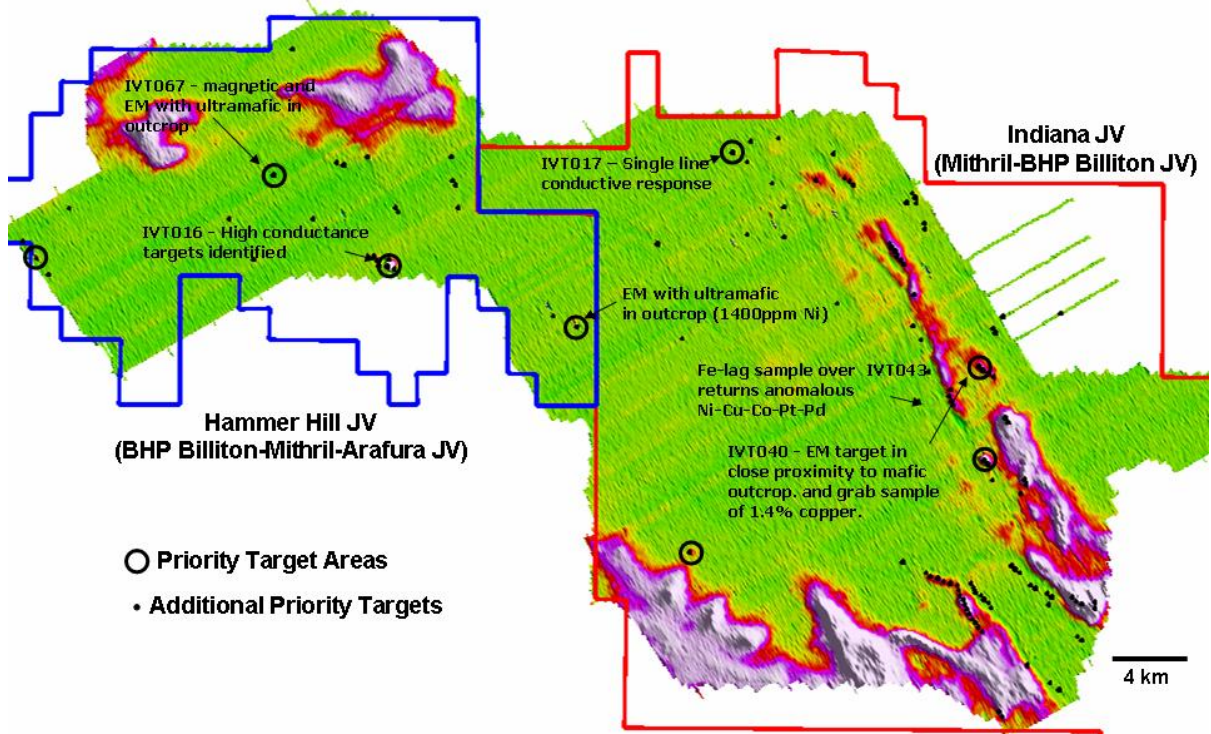 IVT067 - magnetic and
EM with ultramafic in
outcrop
IVT017 - Single line
conductive response
Indiana JV
(Mithril-BHP Billiton JV)
IVT016 - High conductance
targets identified
EM with ultramafic
in outcrop (1400ppm Ni)
Fe-lag sample over IVT043
returns anomalous
Ni-Cu-Co-Pt-Pd
IVT040 - EM target in
close proximity to mafic
outcrop. and grab sample
of 1.4% copper.
Hammer Hill JV
(BHP Billiton-Mithril-Arafura JV)
Priority Target Areas
Additional Priority Targets
4 km